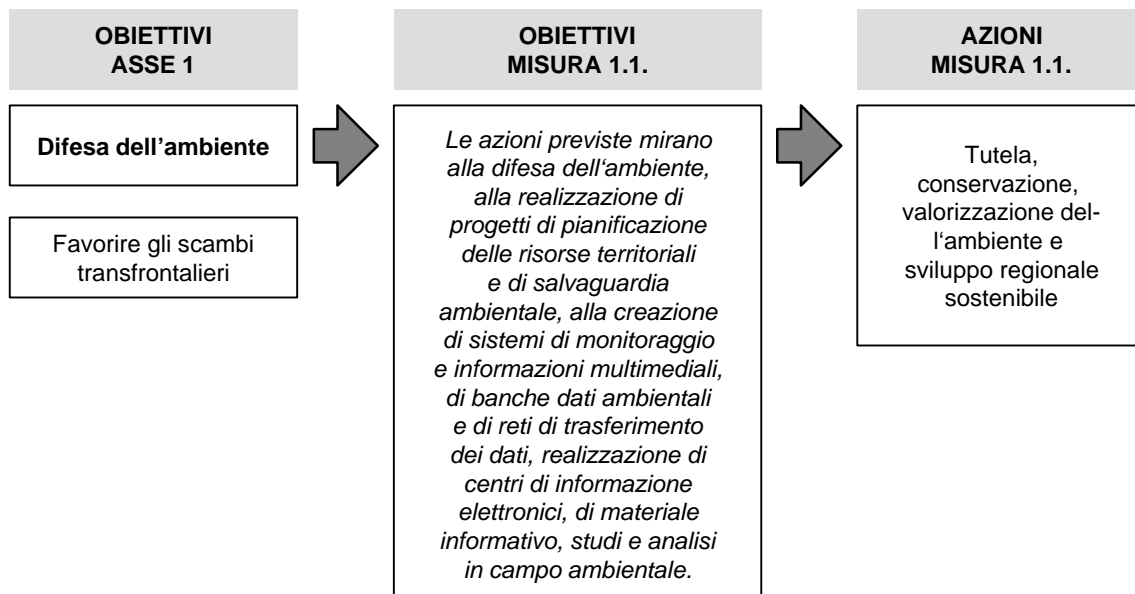 OBIETTIVI
ASSE 1
Difesa dell’ambiente
Favorire gli scambi
transfrontalieri
OBIETTIVI
MISURA 1.1.
Le azioni previste mirano
alla difesa dell‘ambiente,
alla realizzazione di
progetti di pianificazione
delle risorse territoriali
e di salvaguardia
ambientale, alla creazione
di sistemi di monitoraggio
e informazioni multimediali,
di banche dati ambientali
e di reti di trasferimento
dei dati, realizzazione di
centri di informazione
elettronici, di materiale
informativo, studi e analisi
in campo ambientale.
AZIONI
MISURA 1.1.
Tutela,
conservazione,
valorizzazione del-
l‘ambiente e
sviluppo regionale
sostenibile